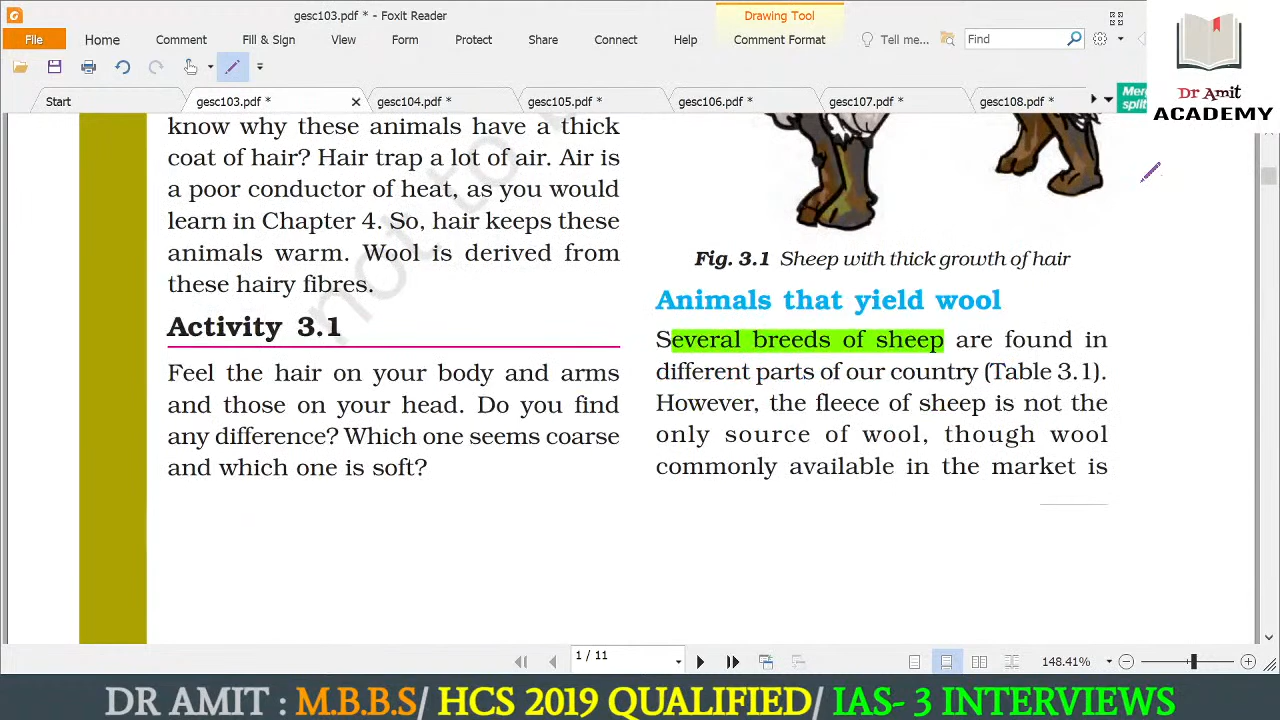 gesc103.pdf * - Foxit Reader
Drawing Tool
File Home Comment Fill & Sign View Form Protect Share Connect Help Comment Format Tell me... Find
Start gesc103.pdf * gesc104.pdf * gesc105.pdf * gesc106.pdf * gesc107.pdf * gesc108.pdf *
Dr Amit
ACADEMY
know why these animals have a thick
coat of hair? Hair trap a lot of air. Air is
a poor conductor of heat, as you would
learn in Chapter 4. So, hair keeps these
animals warm. Wool is derived from
these hairy fibres.
Activity 3.1
Feel the hair on your body and arms
and those on your head. Do you find
any difference? Which one seems coarse
and which one is soft?
not to
Fig. 3.1 Sheep with thick growth of hair
Animals that yield wool
Several breeds of sheep are found in
different parts of our country (Table 3.1).
However, the fleece of sheep is not the
only source of wool, though wool
commonly available in the market is
1 / 11
148.41%
DR AMIT : M.B.B.S/ HCS 2019 QUALIFIED/ IAS- 3 INTERVIEWS